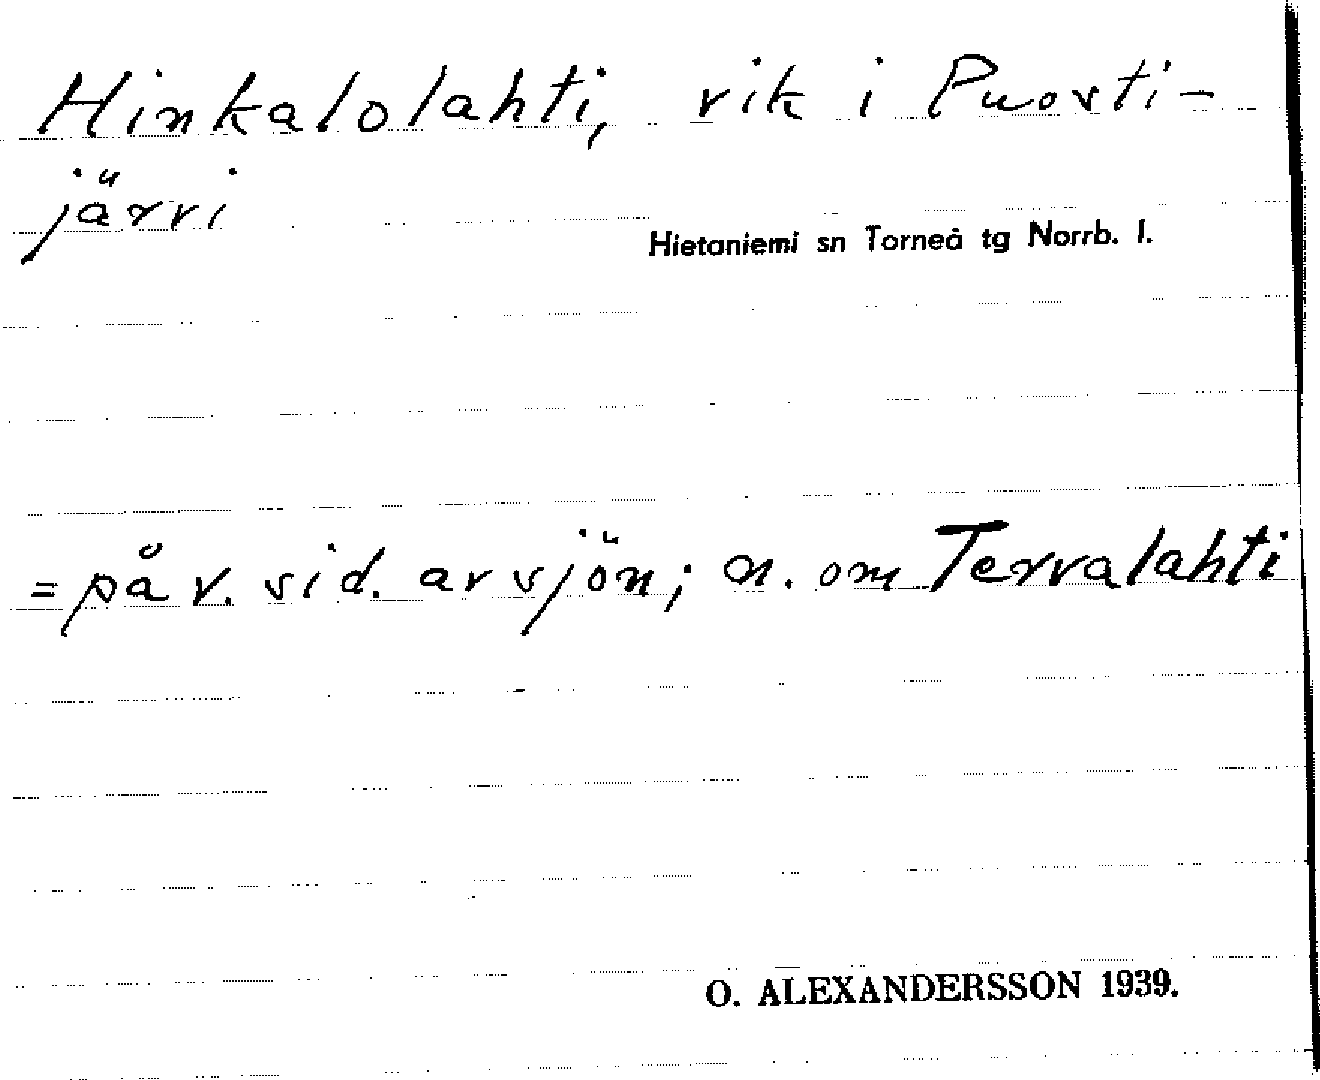 Hinkalolahti, vik i Puosti-
järvi
Hietaniemi sn Torneå tg Norrb. l.
= på v. sid. av sjön; n. om Tervalahti
O. ALEXANDERSSON 1939.